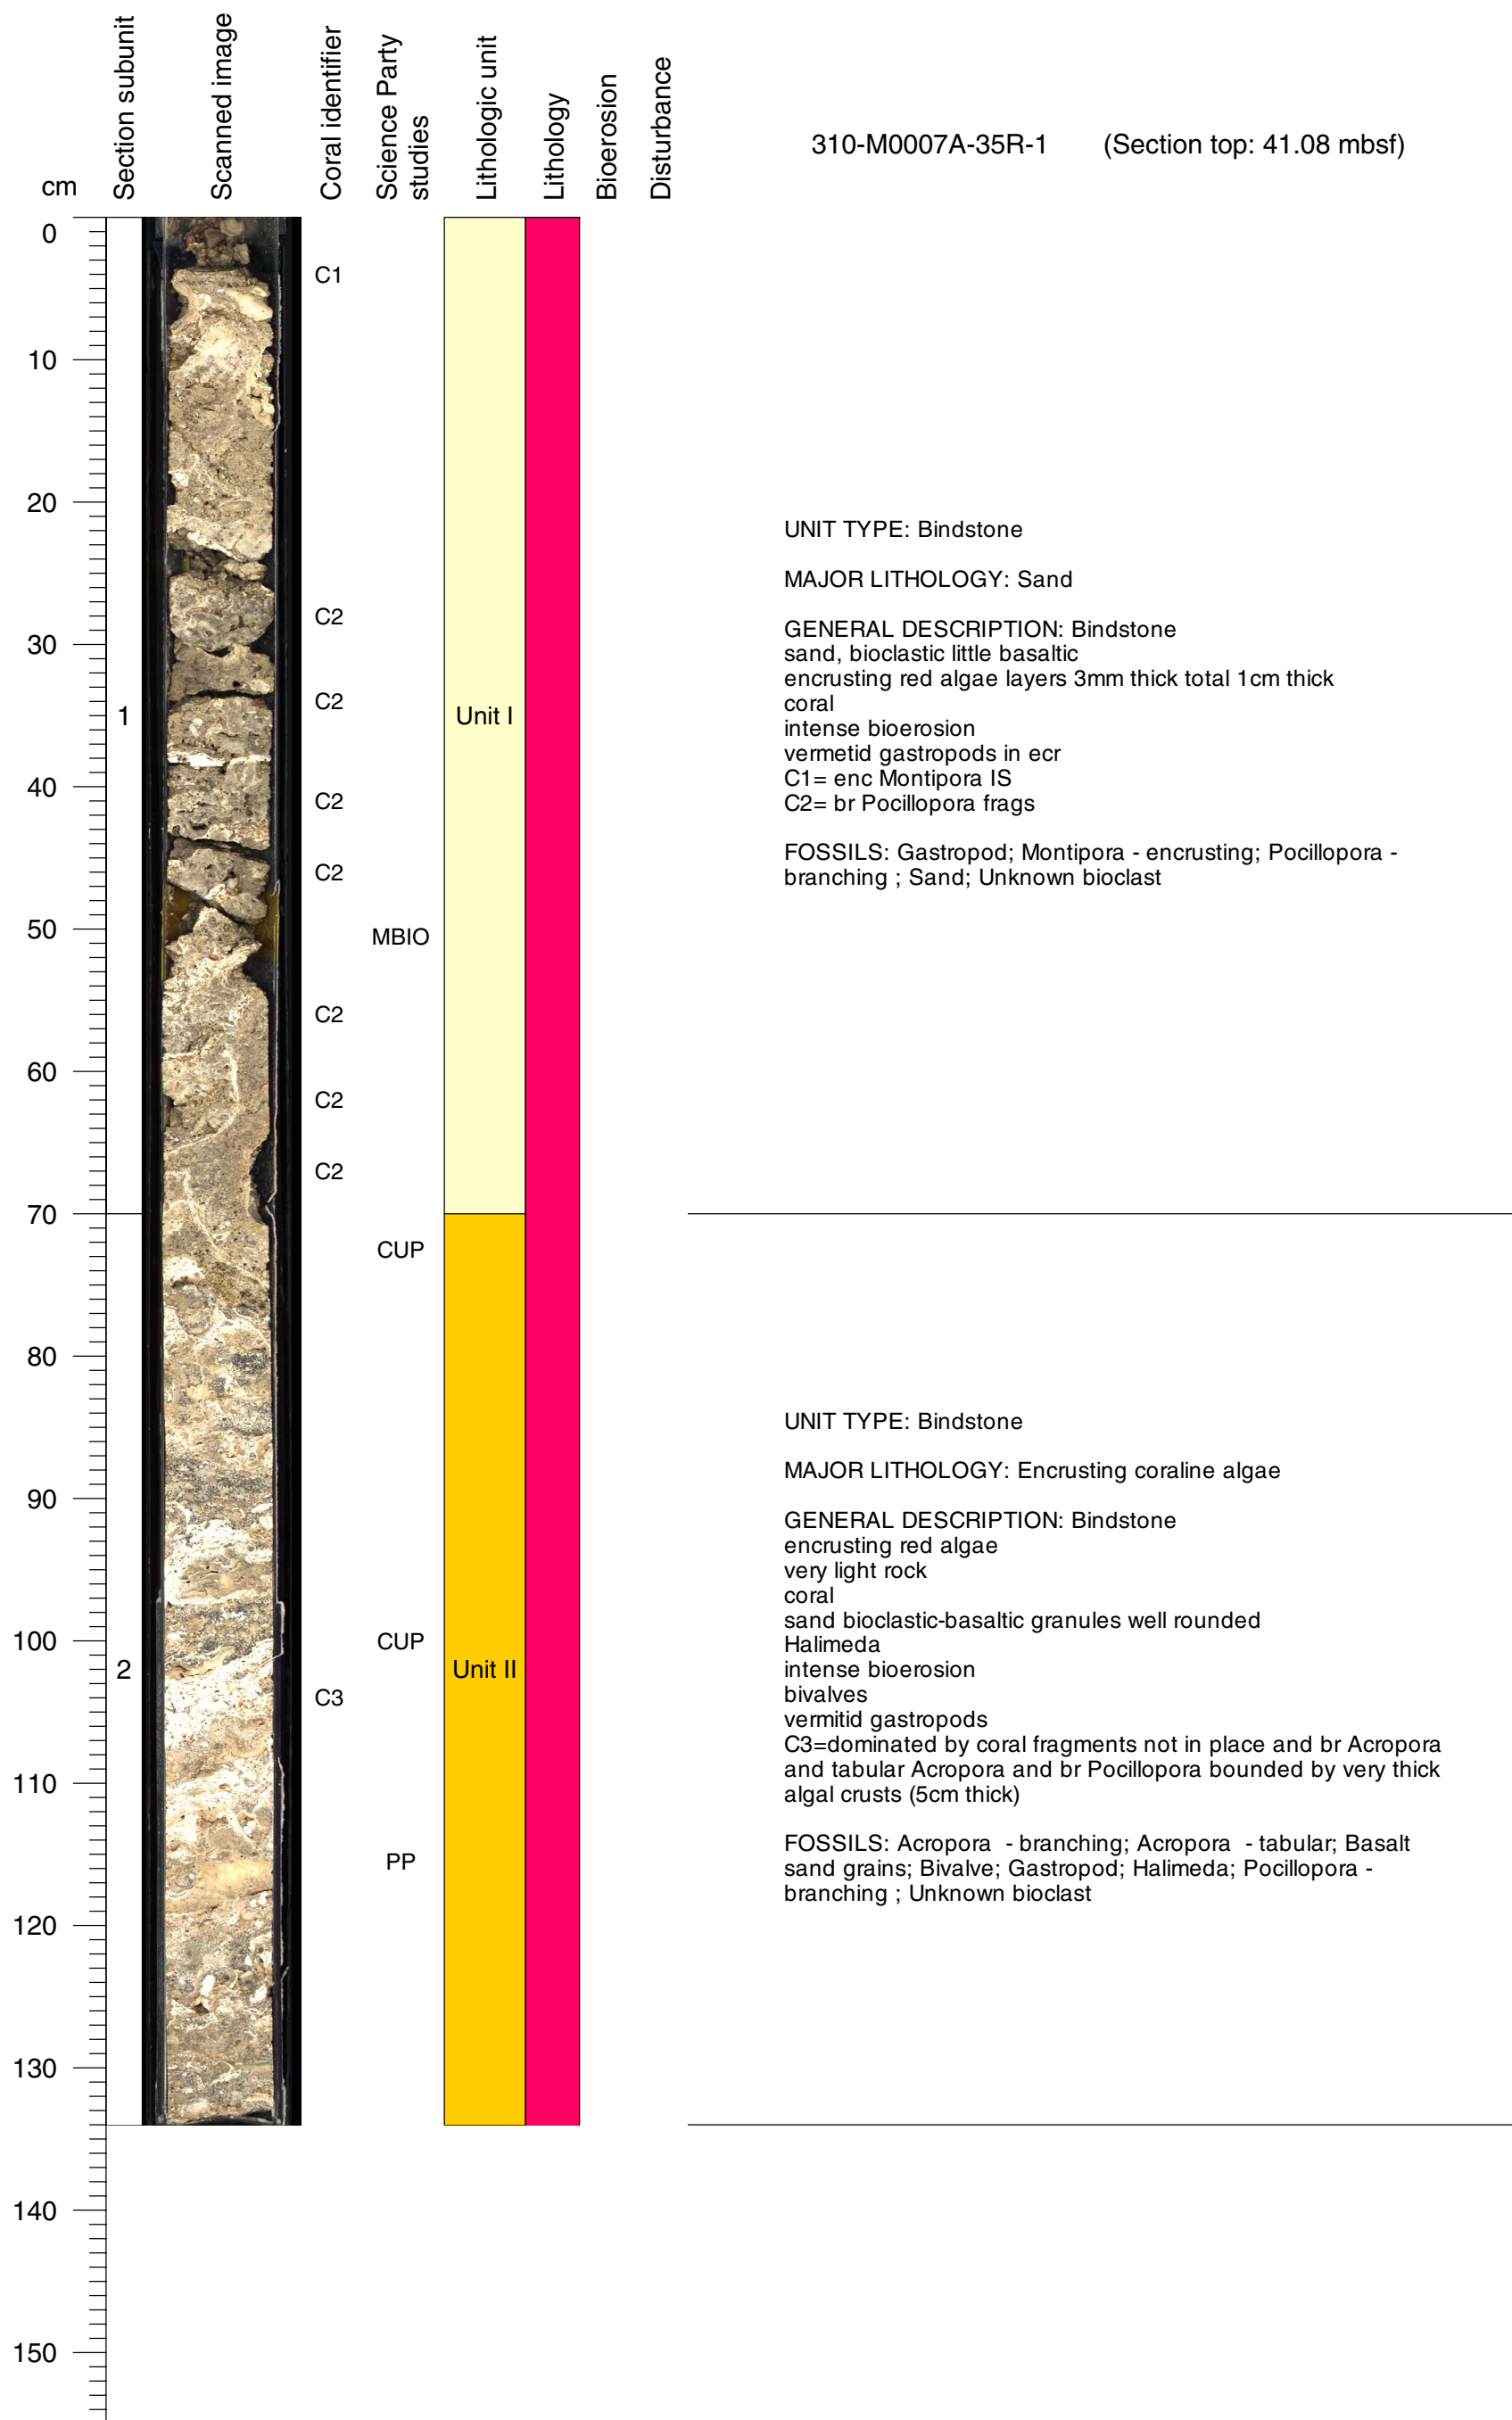 cm
Section subunit
Scanned image
Coral identifier
Science Party
studies
Lithologic unit
Lithology
Bioerosion
Disturbance
310-M0007A-35R-1 (Section top: 41.08 mbsf)
0
C1
10
20
UNIT TYPE: Bindstone
MAJOR LITHOLOGY: Sand
C2
GENERAL DESCRIPTION: Bindstone
30
sand, bioclastic little basaltic
encrusting red algae layers 3mm thick total 1cm thick
C2
coral
1
Unit I
intense bioerosion
vermetid gastropods in ecr
C1= enc Montipora IS
40
C2
C2= br Pocillopora frags
FOSSILS: Gastropod; Montipora - encrusting; Pocillopora -
C2
branching ; Sand; Unknown bioclast
50
MBIO
C2
60
C2
C2
70
CUP
80
UNIT TYPE: Bindstone
MAJOR LITHOLOGY: Encrusting coraline algae
90
GENERAL DESCRIPTION: Bindstone
encrusting red algae
very light rock
coral
sand bioclastic-basaltic granules well rounded
100
CUP
Halimeda
2
Unit II
intense bioerosion
C3
bivalves
vermitid gastropods
C3=dominated by coral fragments not in place and br Acropora
and tabular Acropora and br Pocillopora bounded by very thick
110
algal crusts (5cm thick)
FOSSILS: Acropora - branching; Acropora - tabular; Basalt
PP
sand grains; Bivalve; Gastropod; Halimeda; Pocillopora -
branching ; Unknown bioclast
120
130
140
150